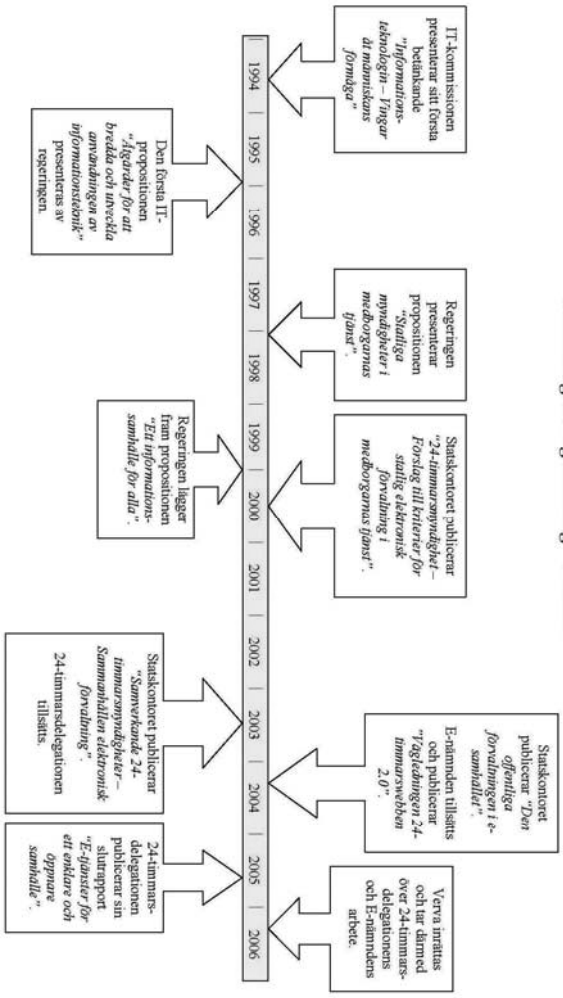 IT-kommissionen
presenterar sitt första
betänkande
"Informations-
teknologin – Vingar
åt människans
förmåga"
Regeringen
presenterar
propositionen
"Statliga
myndigheter i
medborgarnas
tjänst".
Statskontoret publicerar
"24-timmarsmyndighet –
Förslag till kriterier för
statlig elektronisk
förvaltning i
medborgarnas tjänst".
Statskontoret
publicerar "Den
offentliga
förvaltningen i e-
samhället".
E-nämnden tillsätts
och publicerar
"Vägledningen 24-
timmarswebben
2.0".
Verva inrättas
och tar därmed
över 24-timmars-
delegationens
och E-nämndens
arbete.
1994 | 1995 | 1996 | 1997 | 1998 | 1999 | 2000 | 2001 | 2002 | 2003 | 2004 | 2005 | 2006
Den första IT-
propositionen
"Åtgärder för att
bredda och utveckla
användningen av
informationsteknik"
presenteras av
regeringen.
Regeringen lägger
fram propositionen
"Ett informations-
samhälle för alla".
Statskontoret publicerar
"Samverkande 24-
timmarsmyndigheter –
Sammanhållen elektronisk
förvaltning".
24-timmarsdelegationen
tillsätts.
24-timmars-
delegationen
publicerar sin
slutrapport
"E-tjänster för
ett enklare och
öppnare
samhälle".